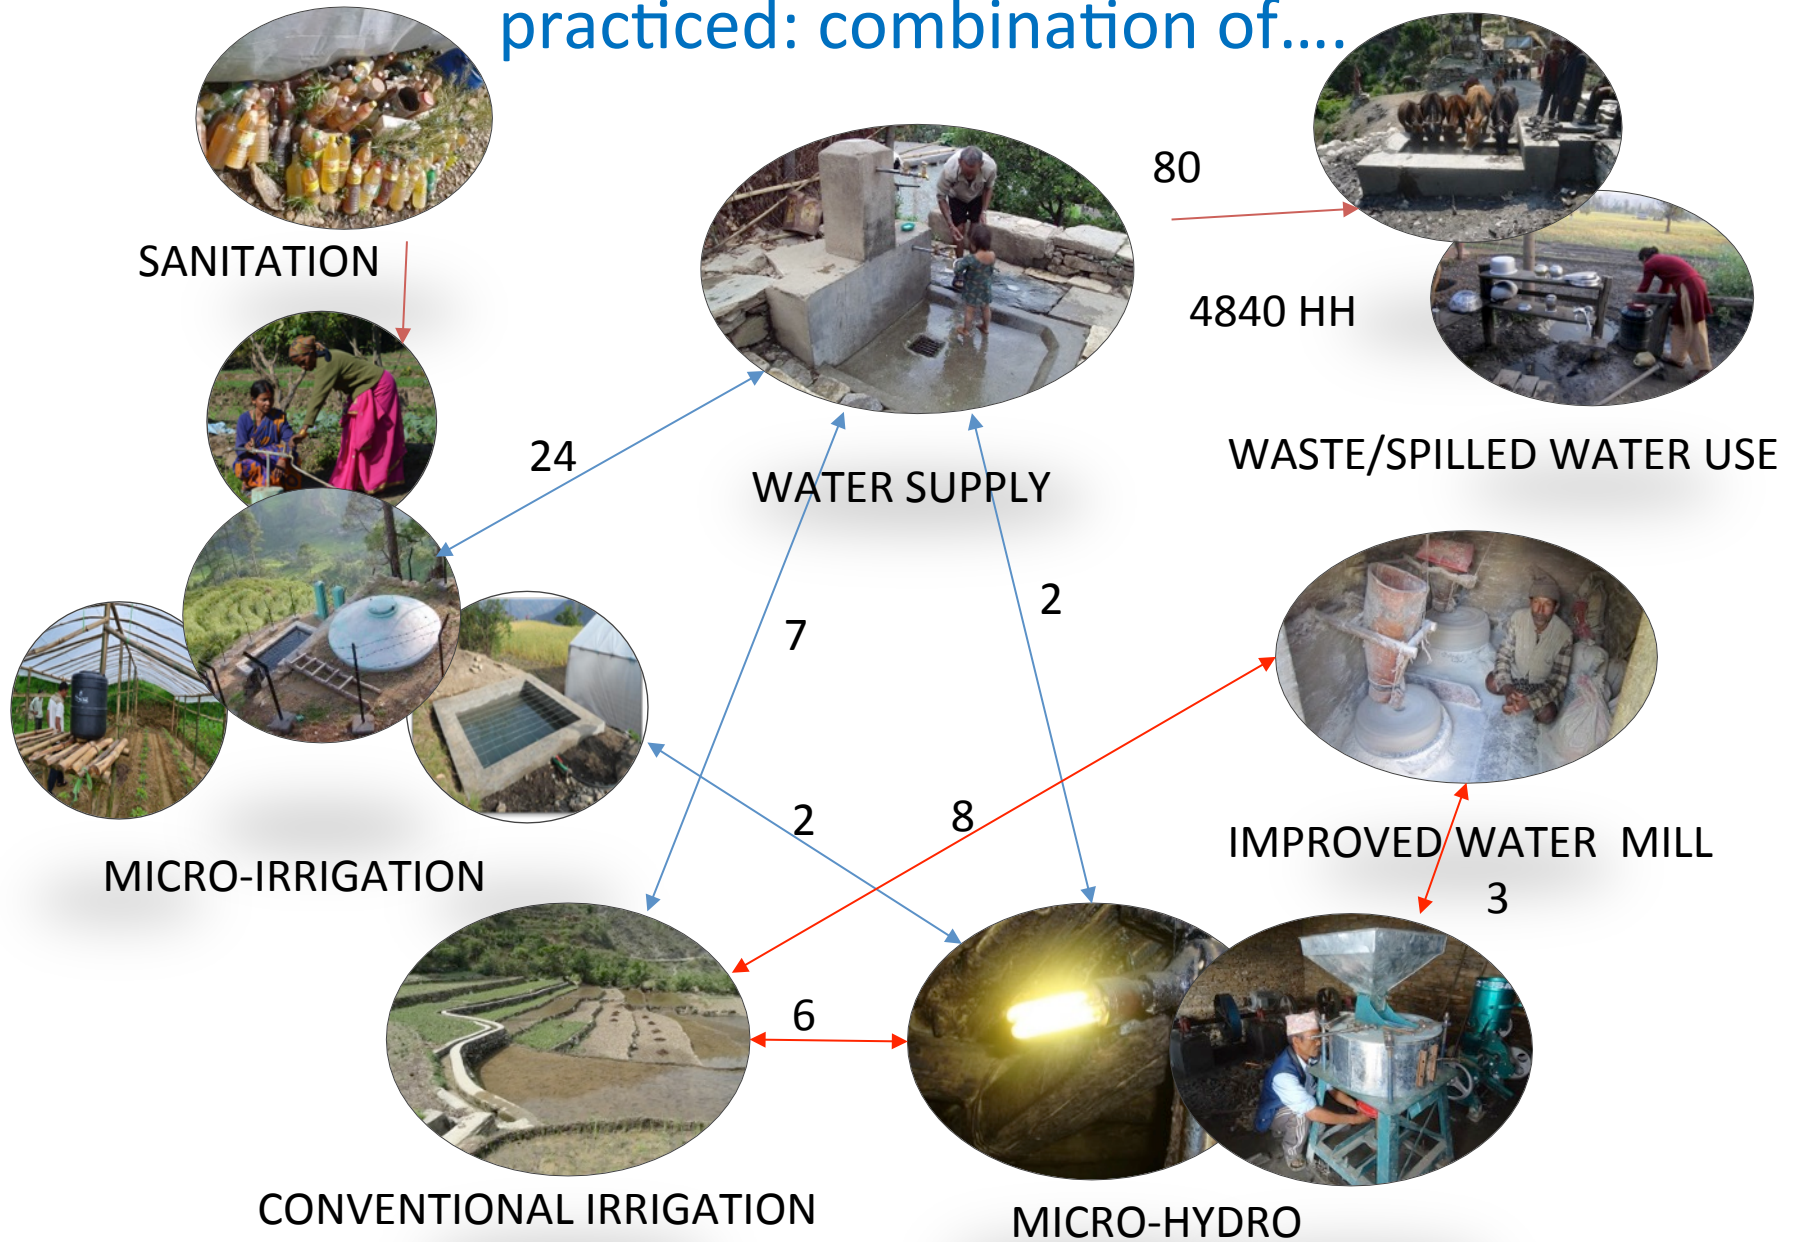 practiced: combination of....
80
SANITATION
4840 HH
24
WATER SUPPLY
WASTE/SPILLED WATER USE
7
2
2
8
IMPROVED WATER MILL
3
MICRO-IRRIGATION
6
CONVENTIONAL IRRIGATION
MICRO-HYDRO